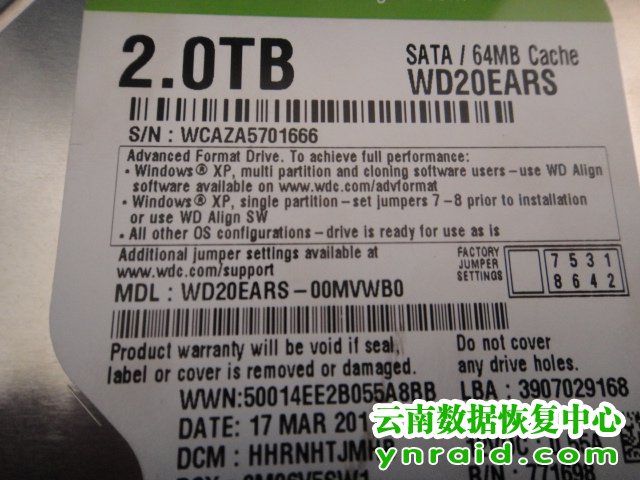 2.0TB
SATA / 64MB Cache
WD20EARS
S/N : WCAZA5701666
Advanced Format Drive. To achieve full performance:
• Windows® XP, multi partition and cloning software users – use WD Align
software available on www.wdc.com/advformat
• Windows® XP, single partition – set jumpers 7 – 8 prior to installation
or use WD Align SW
• All other OS configurations – drive is ready for use as is
Additional jumper settings available at
www.wdc.com/support
FACTORY
JUMPER
SETTINGS
7 5 3 1
8 6 4 2
MDL : WD20EARS – 00MVWB0
Product warranty will be void if seal,
label or cover is removed or damaged.
Do not cover
any drive holes.
WWN:50014EE2B055A8BB
LBA : 3907029168
DATE: 17 MAR 201
DCM : HHRNHTJMH
R/N : 771698
云南数据恢复中心
ynraid.com